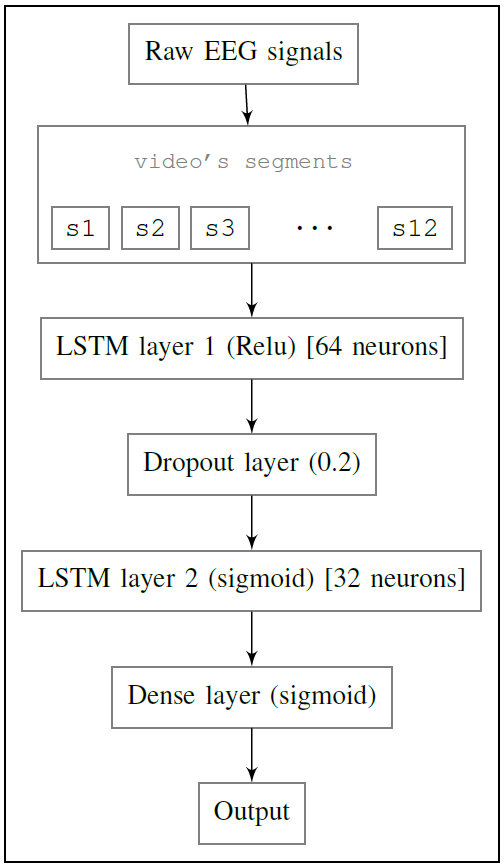 Raw EEG signals
video's segments
s1 s2 s3 ... s12
LSTM layer 1 (Relu) [64 neurons]
Dropout layer (0.2)
LSTM layer 2 (sigmoid) [32 neurons]
Dense layer (sigmoid)
Output